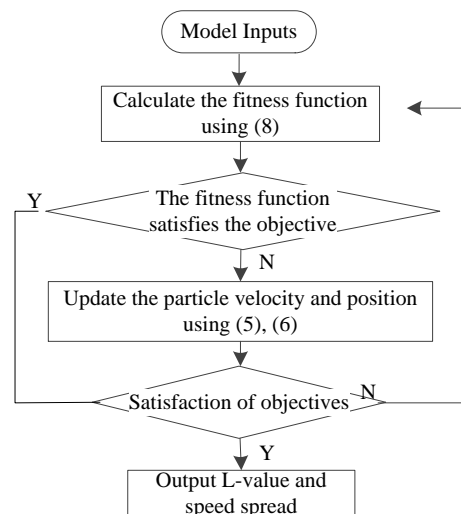 Model Inputs
Calculate the fitness function
using (8)
Y
The fitness function
satisfies the objective
N
Update the particle velocity and position
using (5), (6)
Satisfaction of objectives
N
Y
Output L-value and
speed spread